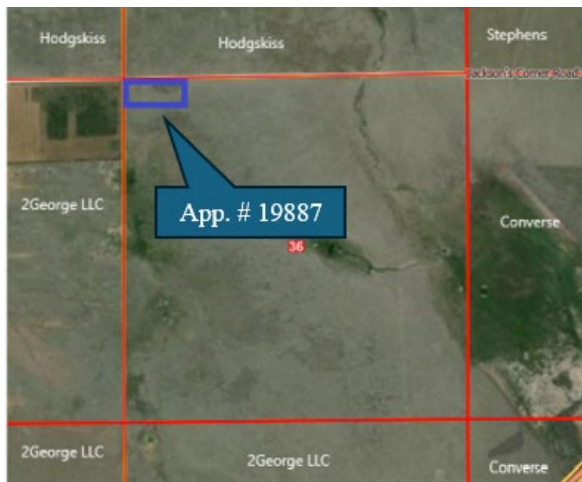 Hodgskiss
Hodgskiss
Stephens
Jackson's Corner Road
App. # 19887
2George LLC
Converse
36
2George LLC
2George LLC
Converse